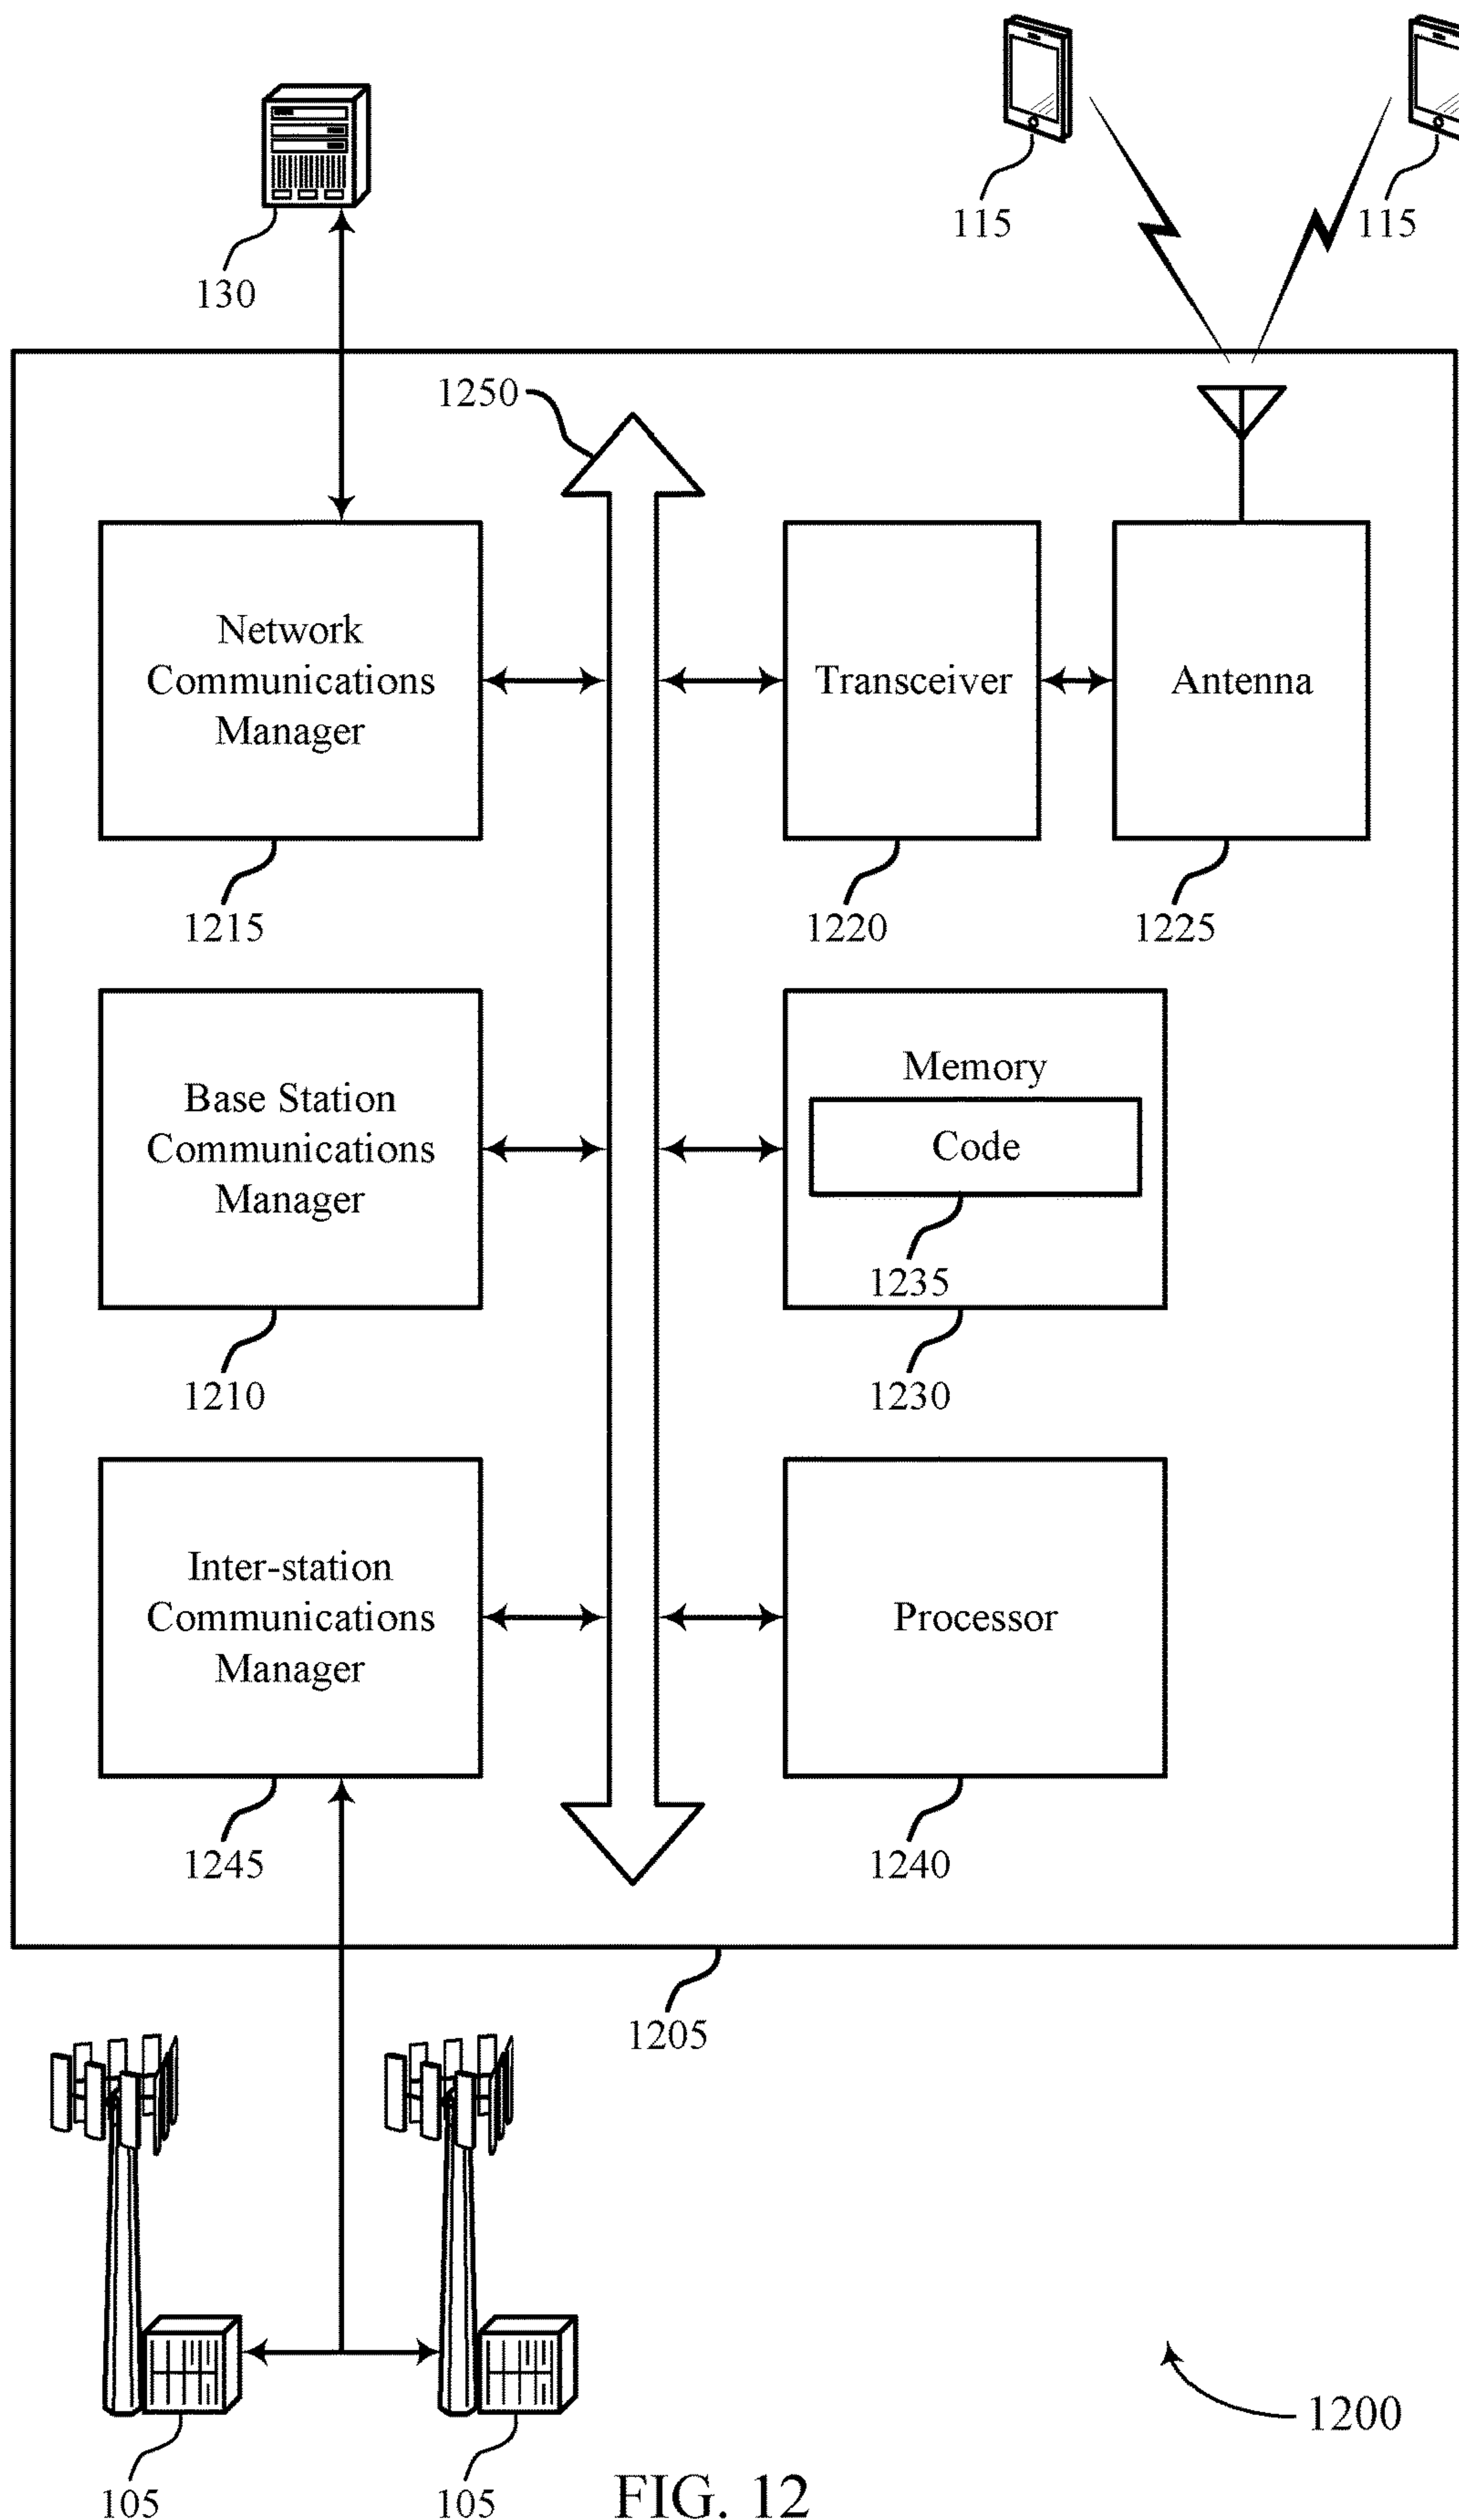 115
115
130
1250
Network
Communications
Manager
Transceiver
Antenna
1215
1220
1225
Base Station
Communications
Manager
Memory
Code
1235
1210
1230
Inter-station
Communications
Manager
Processor
1245
1240
1205
1200
105
105
FIG. 12